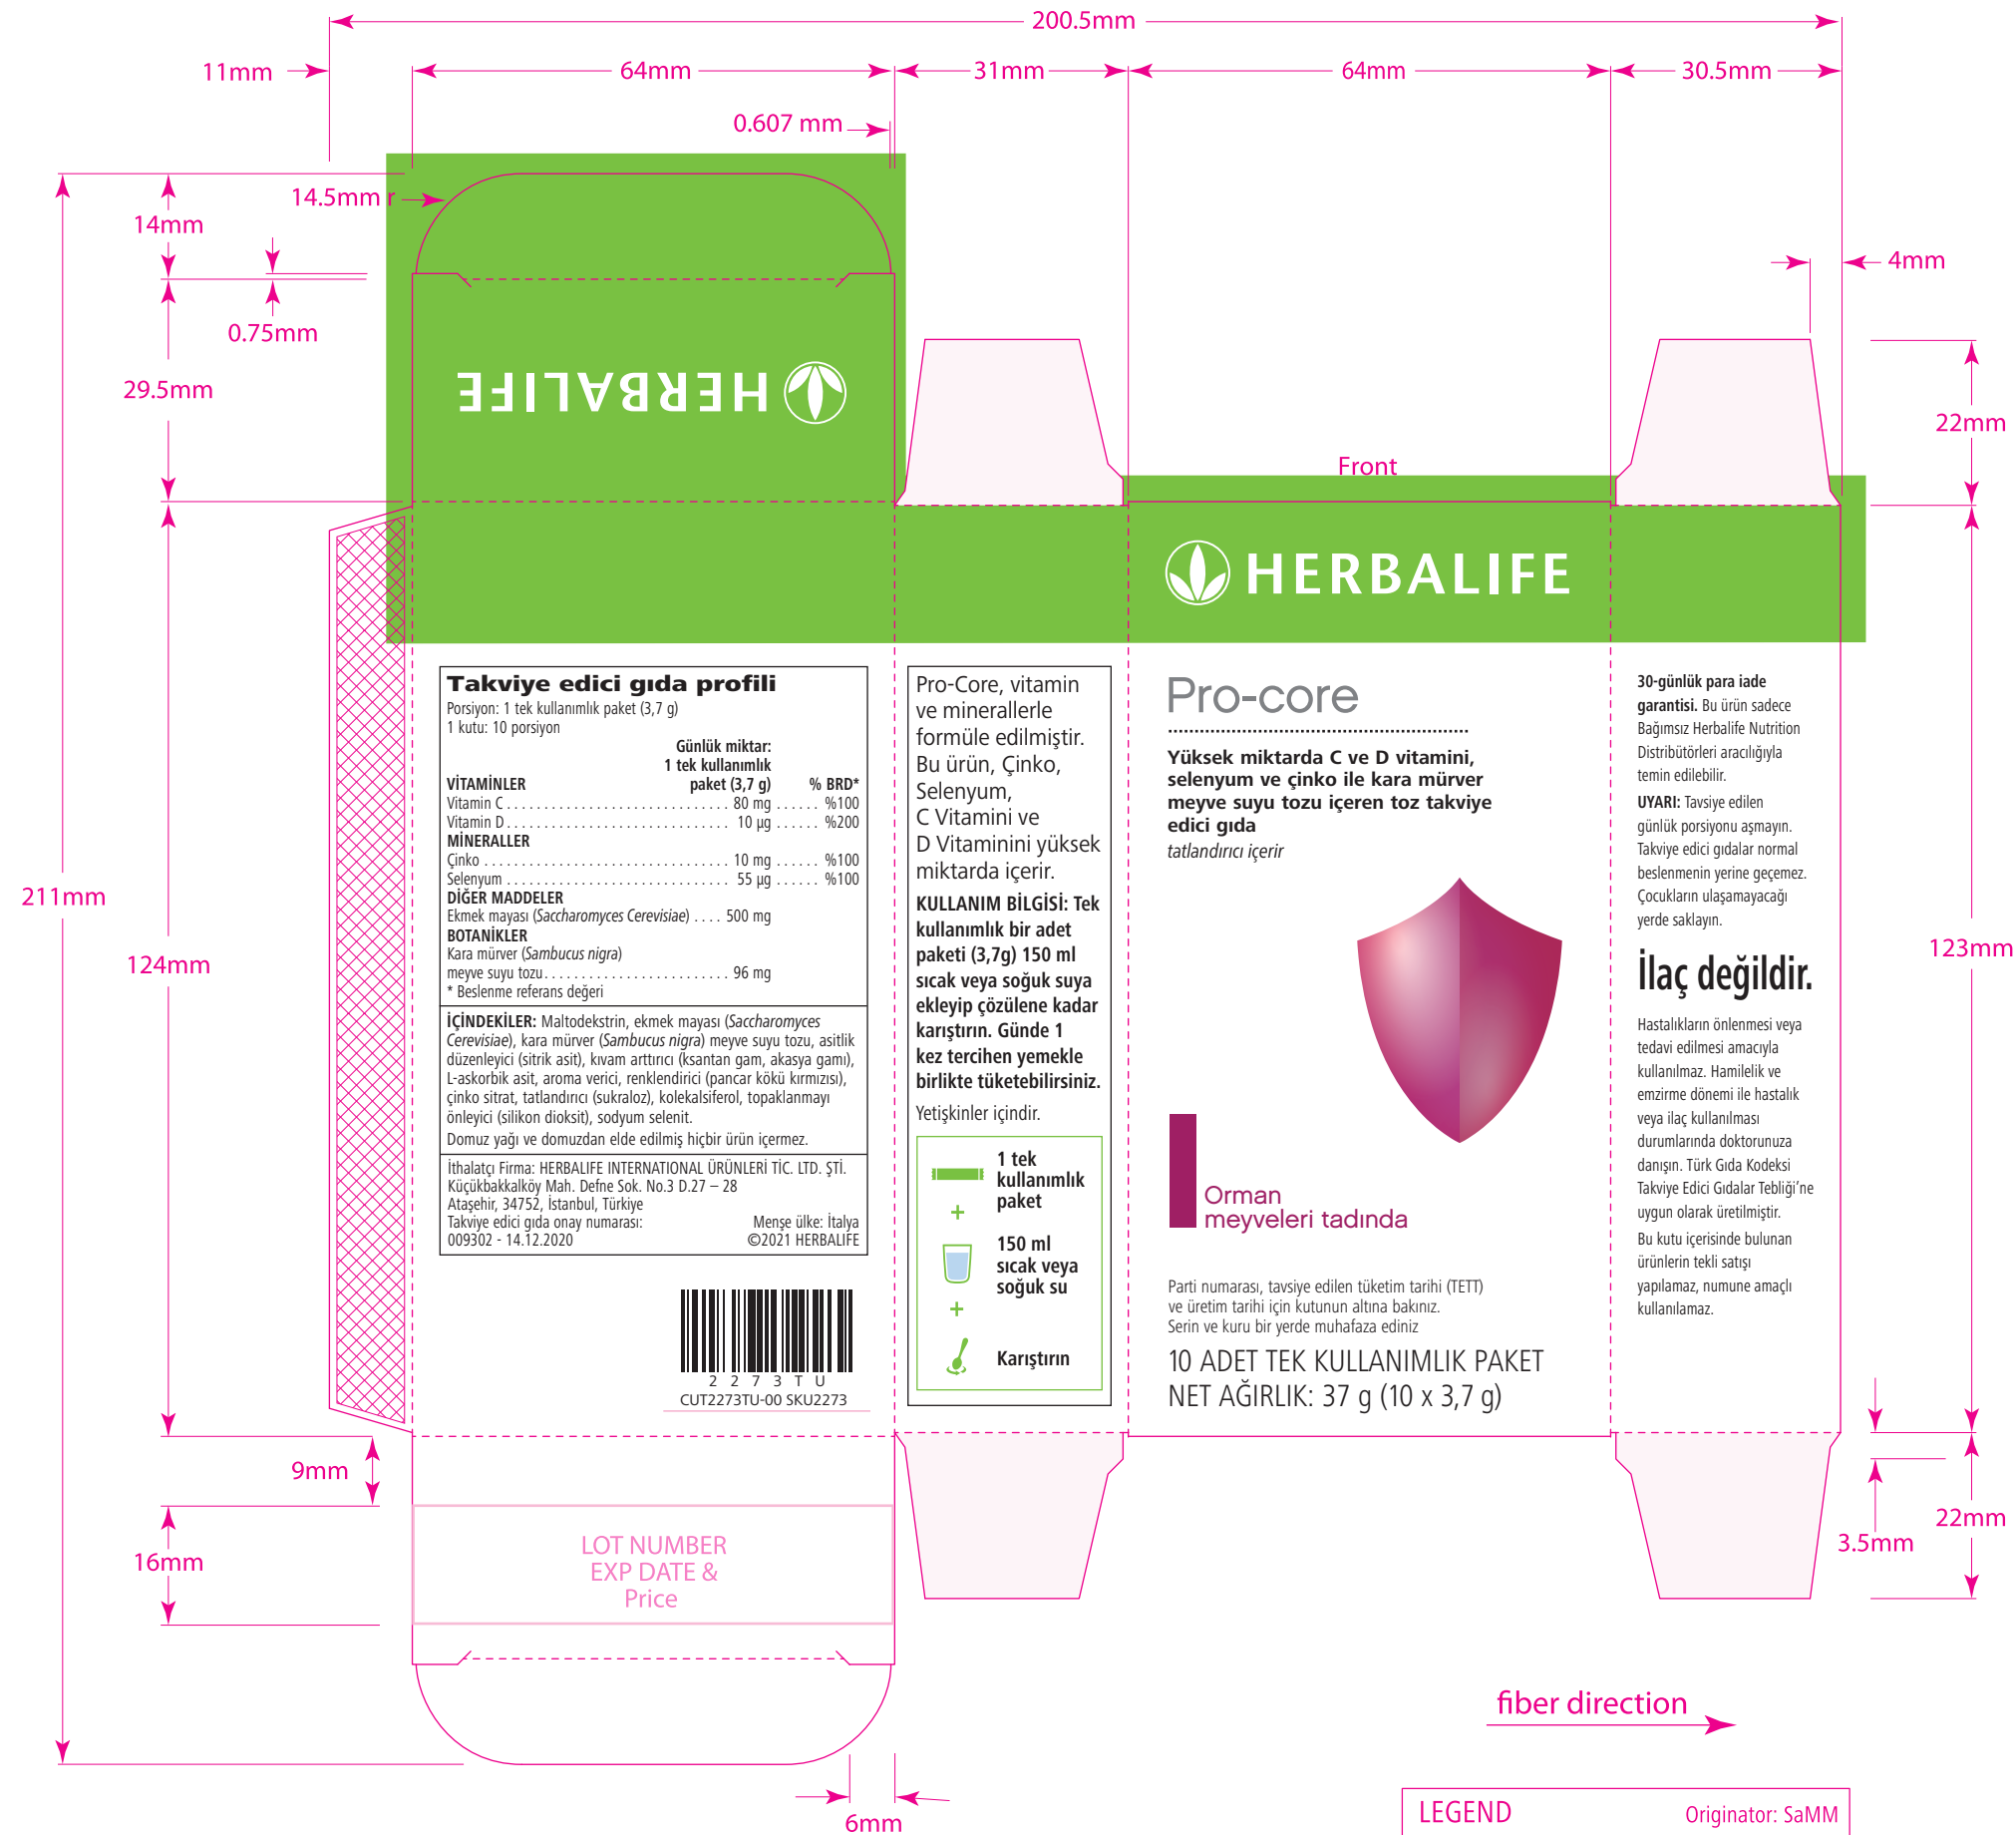 200.5mm
11mm
64mm
31mm
64mm
30.5mm
0.607 mm
14.5mm r
14mm
4mm
0.75mm
29.5mm
22mm
HERBALIFE
Front
HERBALIFE
211mm
124mm
123mm
Takviye edici gıda profili
Porsiyon: 1 tek kullanımlık paket (3,7 g)
1 kutu: 10 porsiyon
Günlük miktar:
1 tek kullanımlık
VİTAMİNLER paket (3,7 g) % BRD*
Vitamin C . . . . . . . . . . . . . . . . . . . . . . . . . . . . . . 80 mg . . . . . . %100
Vitamin D . . . . . . . . . . . . . . . . . . . . . . . . . . . . . . 10 µg . . . . . . %200
MİNERALLER
Çinko . . . . . . . . . . . . . . . . . . . . . . . . . . . . . . . . . 10 mg . . . . . . %100
Selenyum . . . . . . . . . . . . . . . . . . . . . . . . . . . . . . 55 µg . . . . . . %100
DİĞER MADDELER
Ekmek mayası (Saccharomyces Cerevisiae) . . . . 500 mg
BOTANİKLER
Kara mürver (Sambucus nigra)
meyve suyu tozu. . . . . . . . . . . . . . . . . . . . . . . . . 96 mg
* Beslenme referans değeri
İÇİNDEKİLER: Maltodekstrin, ekmek mayası (Saccharomyces
Cerevisiae), kara mürver (Sambucus nigra) meyve suyu tozu, asitlik
düzenleyici (sitrik asit), kıvam arttırıcı (ksantan gam, akasya gamı),
L-askorbik asit, aroma verici, renklendirici (pancar kökü kırmızısı),
çinko sitrat, tatlandırıcı (sukraloz), kolekalsiferol, topaklanmayı
önleyici (silikon dioksit), sodyum selenit.
Domuz yağı ve domuzdan elde edilmiş hiçbir ürün içermez.
İthalatçı Firma: HERBALIFE INTERNATIONAL ÜRÜNLERİ TİC. LTD. ŞTİ.
Küçükbakkalköy Mah. Defne Sok. No.3 D.27 – 28
Ataşehir, 34752, İstanbul, Türkiye
Takviye edici gıda onay numarası: Menşe ülke: İtalya
009302 - 14.12.2020 ©2021 HERBALIFE
2 2 7 3 T U
CUT2273TU-00 SKU2273
Pro-Core, vitamin
ve minerallerle
formüle edilmiştir.
Bu ürün, Çinko,
Selenyum,
C Vitamini ve
D Vitaminini yüksek
miktarda içerir.
KULLANIM BİLGİSİ: Tek
kullanımlık bir adet
paketi (3,7g) 150 ml
sıcak veya soğuk suya
ekleyip çözülene kadar
karıştırın. Günde 1
kez tercihen yemekle
birlikte tüketebilirsiniz.
Yetişkinler içindir.
1 tek
kullanımlık
paket
+
150 ml
sıcak veya
soğuk su
+
Karıştırın
Pro-core
Yüksek miktarda C ve D vitamini,
selenyum ve çinko ile kara mürver
meyve suyu tozu içeren toz takviye
edici gıda
tatlandırıcı içerir
Orman
meyveleri tadında
Parti numarası, tavsiye edilen tüketim tarihi (TETT)
ve üretim tarihi için kutunun altına bakınız.
Serin ve kuru bir yerde muhafaza ediniz
10 ADET TEK KULLANIMLIK PAKET
NET AĞIRLIK: 37 g (10 x 3,7 g)
30-günlük para iade
garantisi. Bu ürün sadece
Bağımsız Herbalife Nutrition
Distribütörleri aracılığıyla
temin edilebilir.
UYARI: Tavsiye edilen
günlük porsiyonu aşmayın.
Takviye edici gıdalar normal
beslenmenin yerine geçemez.
Çocukların ulaşamayacağı
yerde saklayın.
İlaç değildir.
Hastalıkların önlenmesi veya
tedavi edilmesi amacıyla
kullanılmaz. Hamilelik ve
emzirme dönemi ile hastalık
veya ilaç kullanılması
durumlarında doktorunuza
danışın. Türk Gıda Kodeksi
Takviye Edici Gıdalar Tebliği’ne
uygun olarak üretilmiştir.
Bu kutu içerisinde bulunan
ürünlerin tekli satışı
yapılamaz, numune amaçlı
kullanılamaz.
9mm
16mm
LOT NUMBER
EXP DATE &
Price
22mm
3.5mm
6mm
fiber direction
LEGEND Originator: SaMM